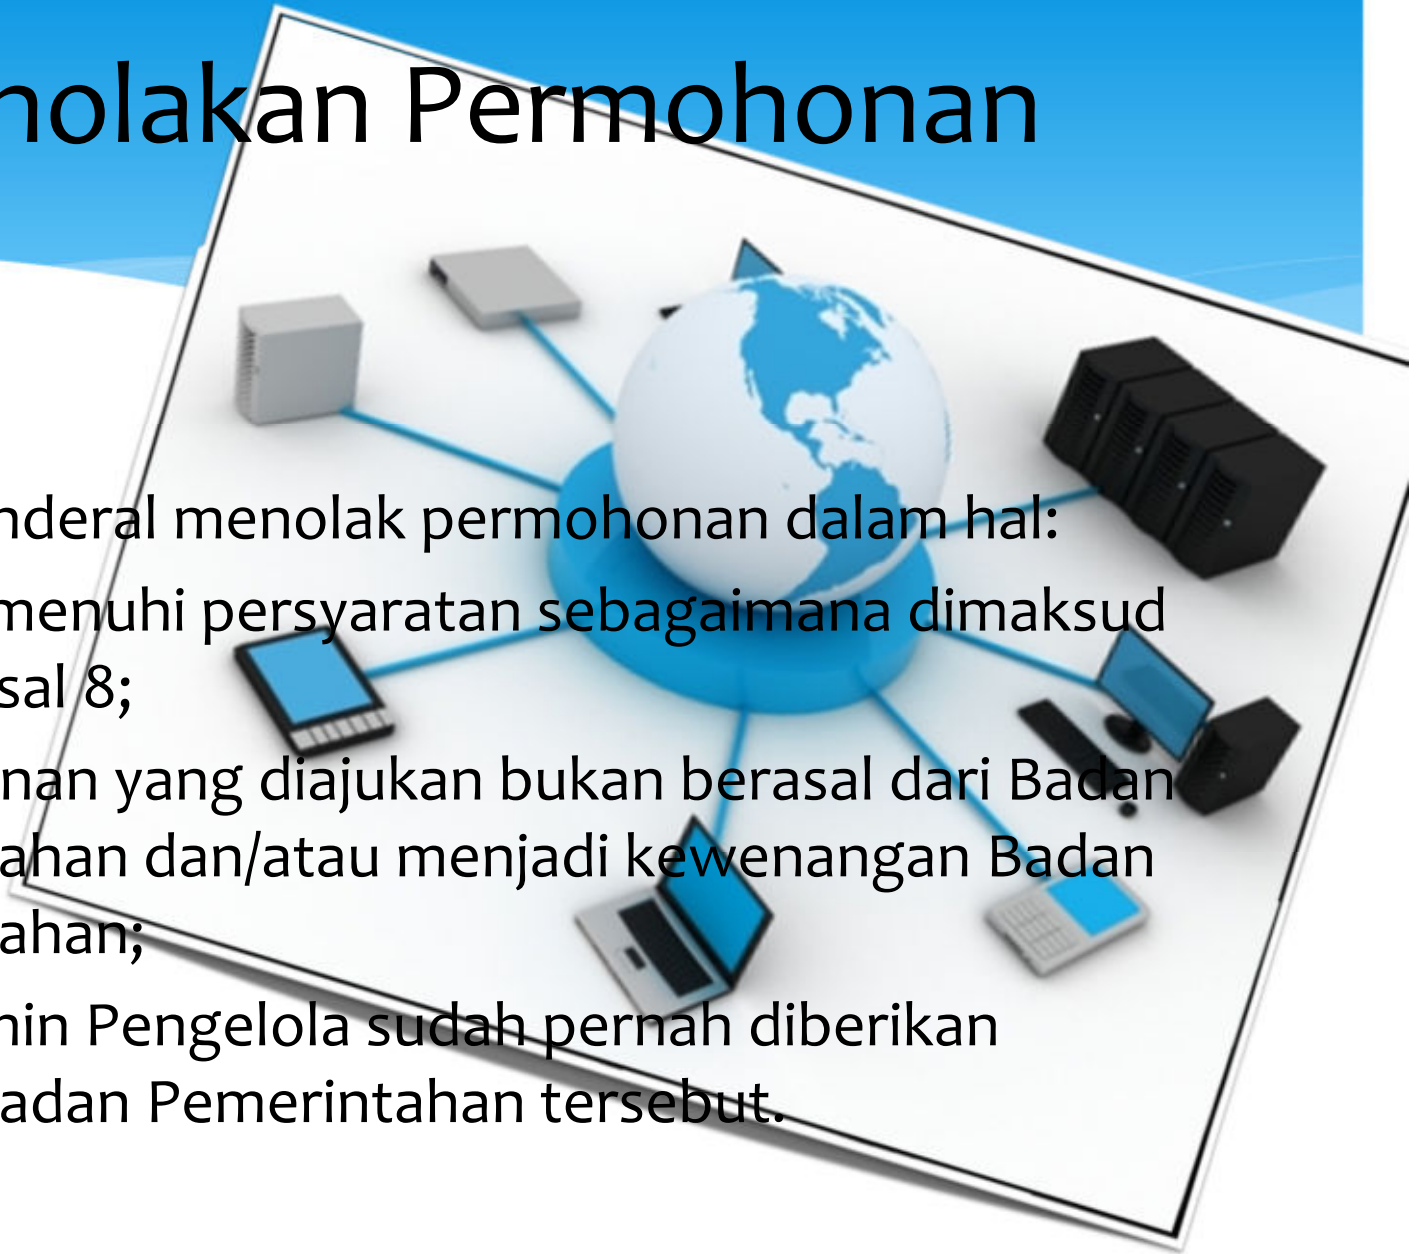 nolakan Permohonan
nderal menolak permohonan dalam hal:
menuhi persyaratan sebagaimana dimaksud
sal 8;
nan yang diajukan bukan berasal dari Badan
ahan dan/atau menjadi kewenangan Badan
ahan;
nin Pengelola sudah pernah diberikan
adan Pemerintahan tersebut.